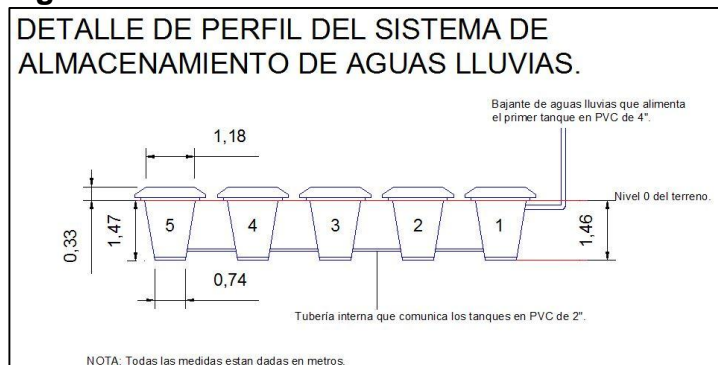 DETALLE DE PERFIL DEL SISTEMA DE
ALMACENAMIENTO DE AGUAS LLUVIAS.
Bajante de aguas lluvias que alimenta
el primer tanque en PVC de 4".
1,18
Nivel 0 del terreno.
0,33
1,47
5
4
3
2
1
1,46
0,74
Tubería interna que comunica los tanques en PVC de 2".
NOTA: Todas las medidas estan dadas en metros.